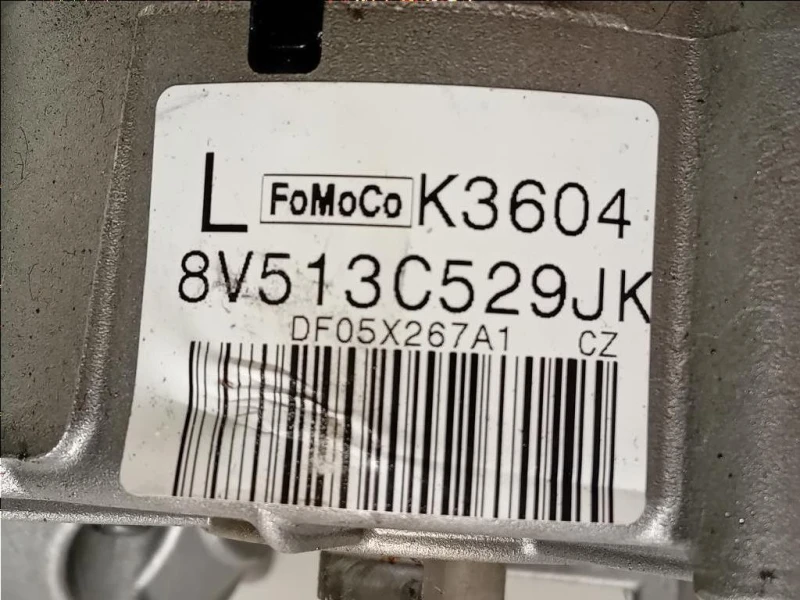 L FoMoCo K3604
8V513C529JK
DF05X267A1 CZ